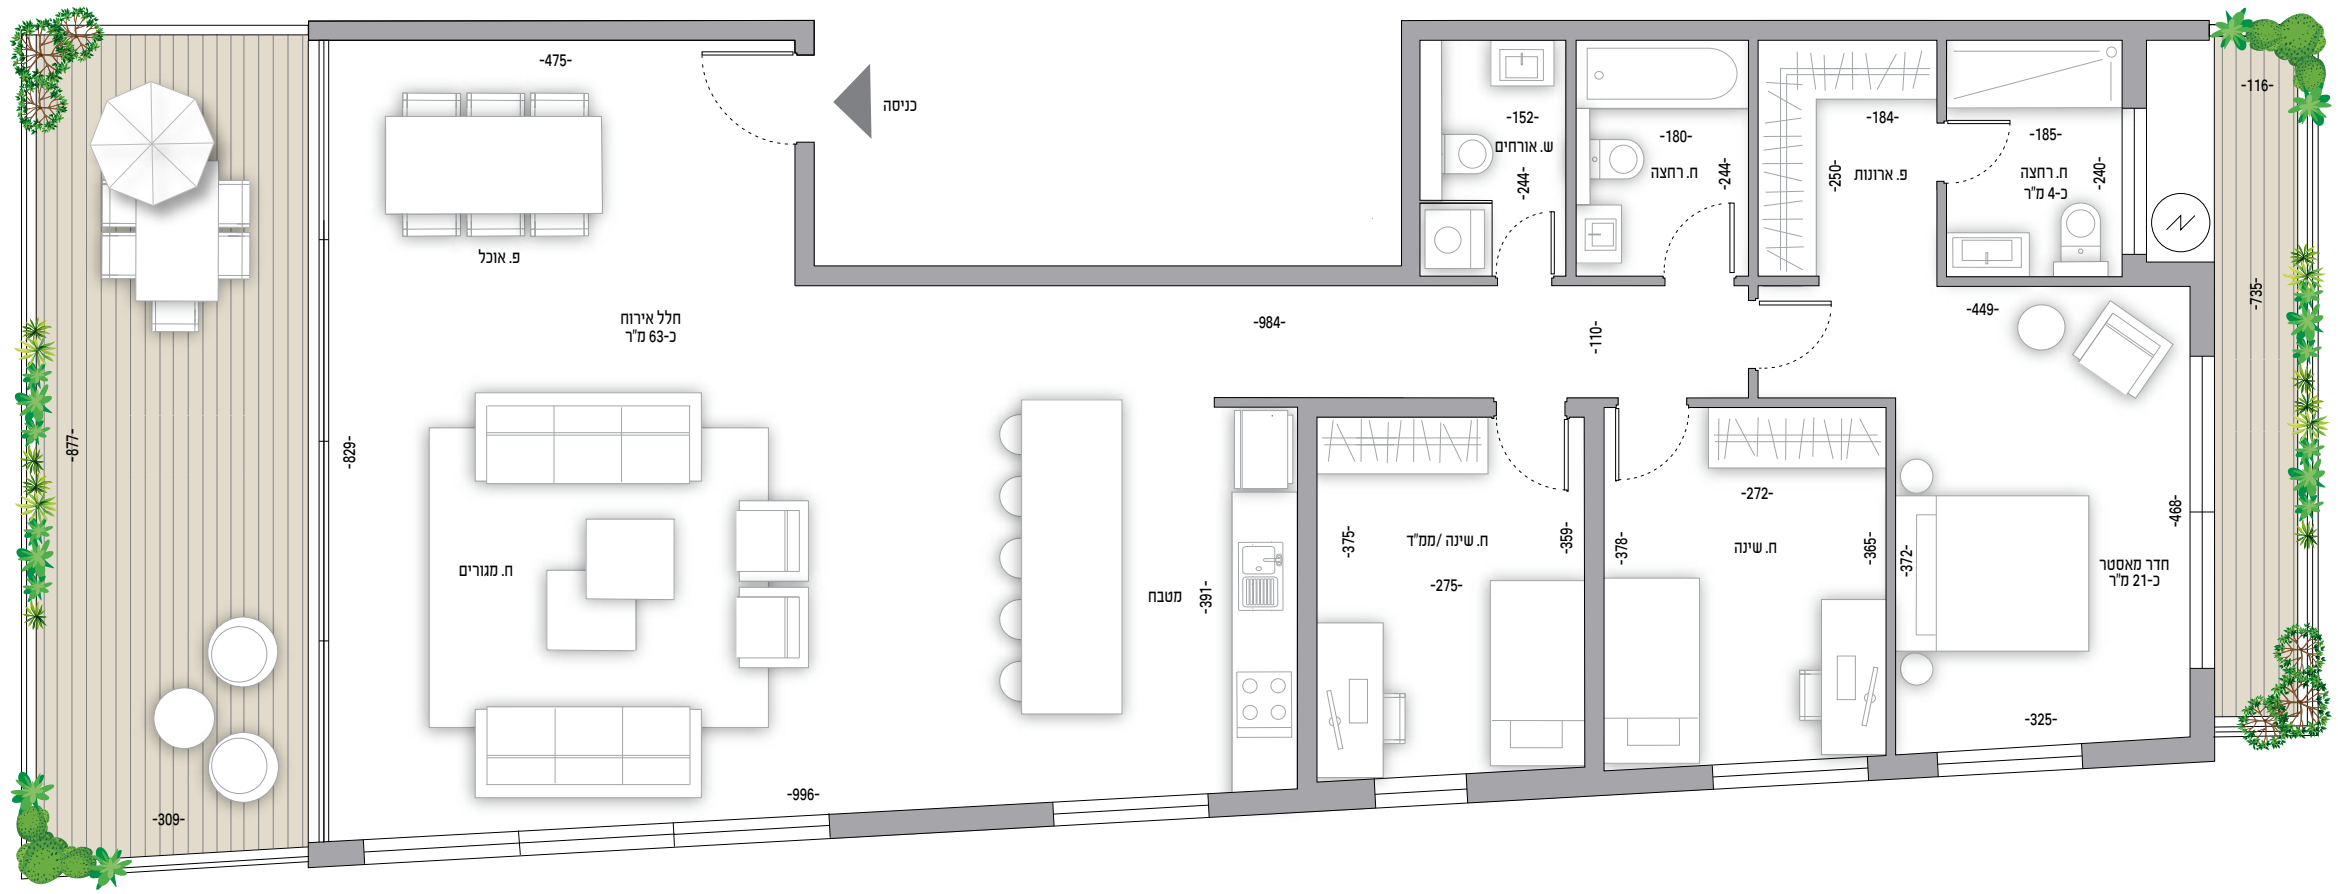 -475-
כניסה
פ. אוכל
חלל אירוח
כ-63 מ"ר
-877-
-829-
ח. מגורים
-309-
-996-
-984-
-110-
מטבח
-391-
-152-
ש. אורחים
-244-
-180-
ח. רחצה
-244-
-184-
-250-
פ. ארונות
-185-
ח. רחצה
כ-4 מ"ר
-240-
-116-
-735-
-449-
-375-
ח. שינה /ממ"ד
-275-
-359-
-378-
-272-
ח. שינה
-365-
-372-
-468-
חדר מאסטר
כ-21 מ"ר
-325-